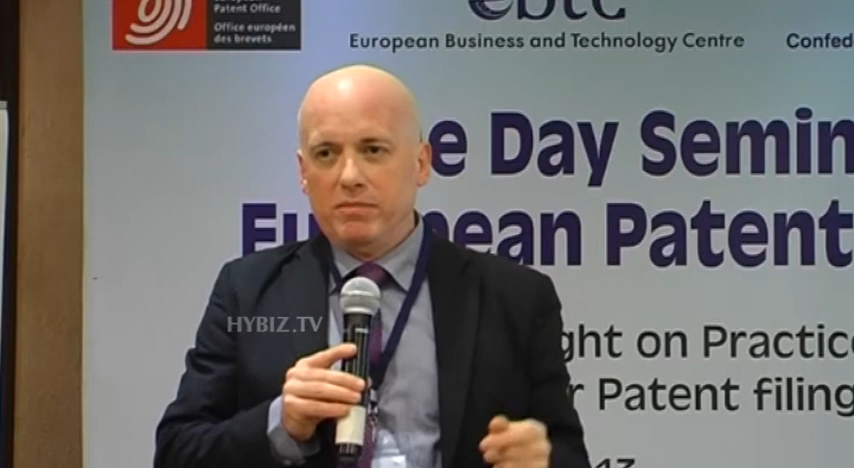 Patent Office
Office européen
des brevets
ebtc
European Business and Technology Centre
Confed
e Day Semin
European Patent
HYBIZ.TV
ght on Practice
r Patent filing